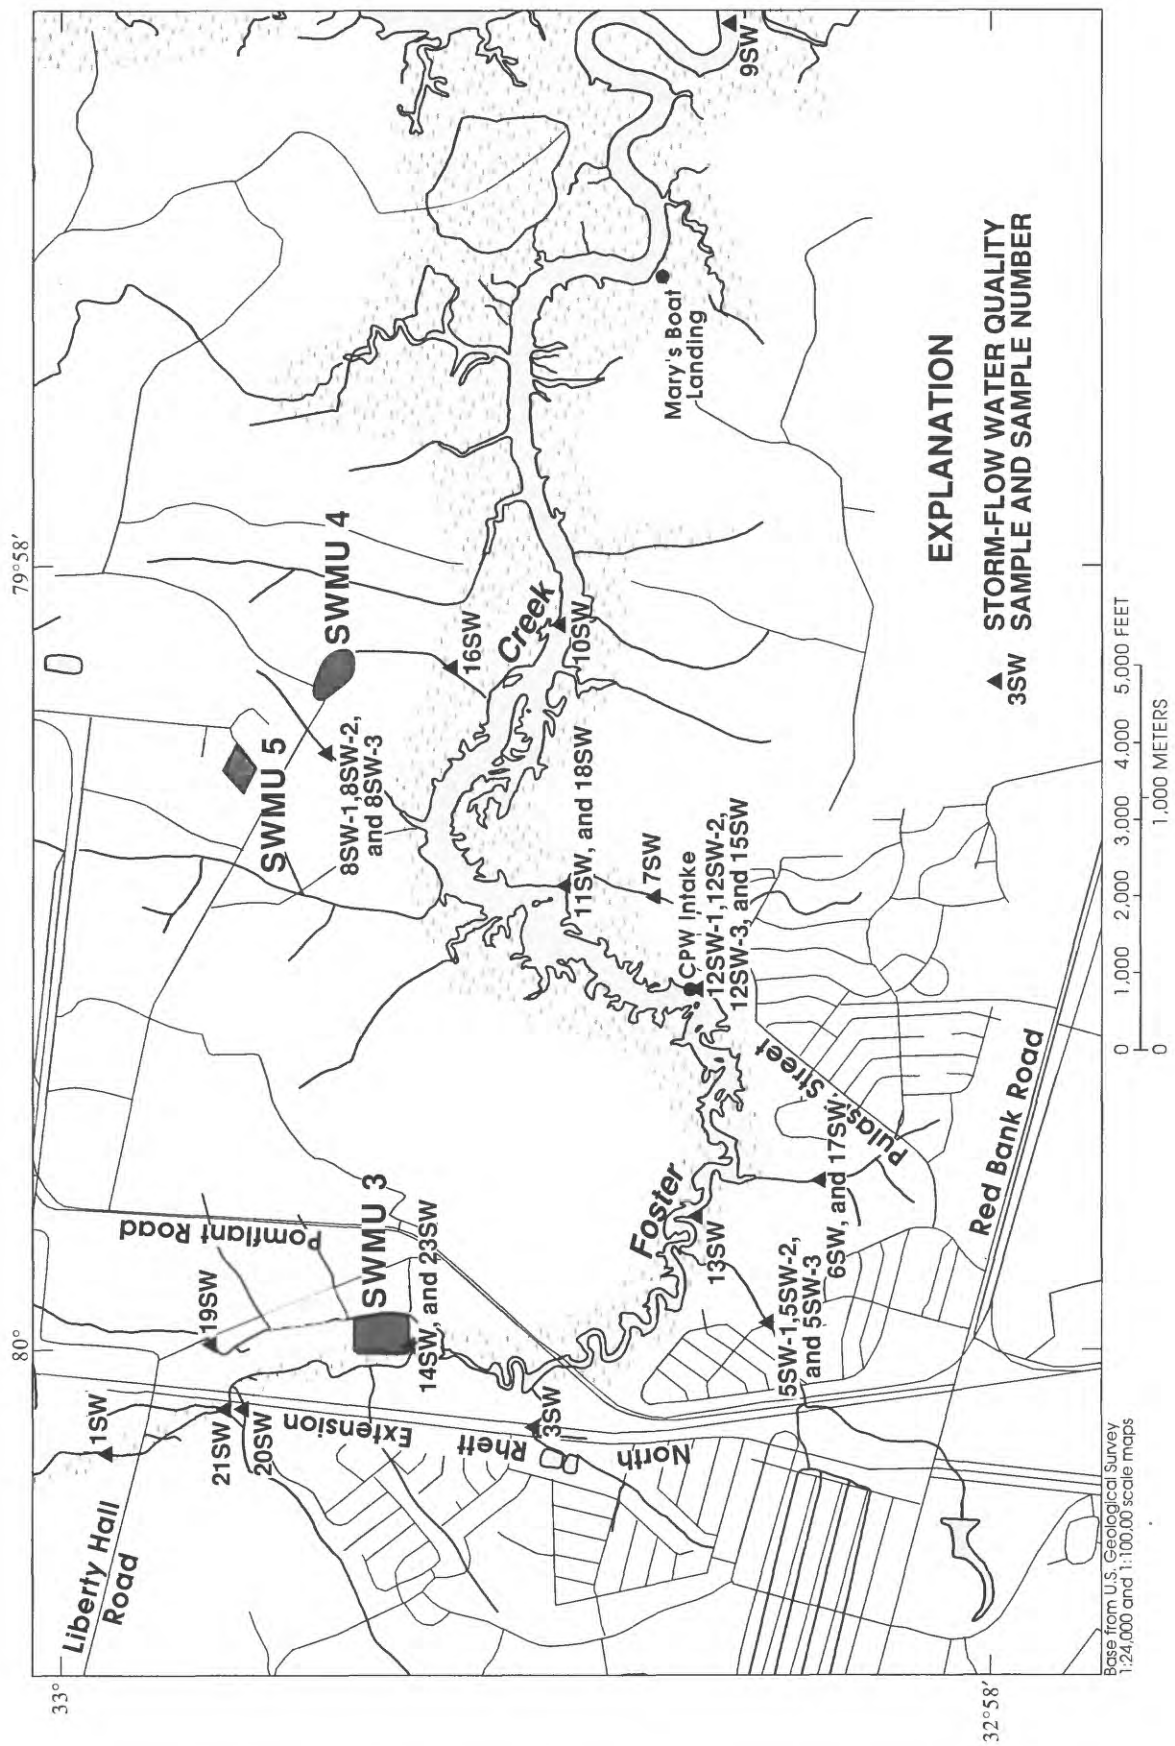 79°58'
80°
33°
32°58'
Liberty Hall
Road
1SW
21SW
20SW
19SW
Pomflant Road
SWMU 3
14SW, and 23SW
Extension
Rhett
North
3SW
SWMU 5
SWMU 4
8SW-1,8SW-2,
and 8SW-3
16SW
Creek
10SW
11SW, and 18SW
7SW
CPW Intake
12SW-1,12SW-2,
12SW-3, and 15SW
Foster
13SW
5SW-1,5SW-2,
and 5SW-3
6SW, and 17SW
Street
Red Bank Road
Mary's Boat
Landing
9SW
EXPLANATION
3SW
STORM-FLOW WATER QUALITY
SAMPLE AND SAMPLE NUMBER
0 1,000 2,000 3,000 4,000 5,000 FEET
0 1,000 METERS
Base from U.S. Geological Survey
1:24,000 and 1:100,00 scale maps